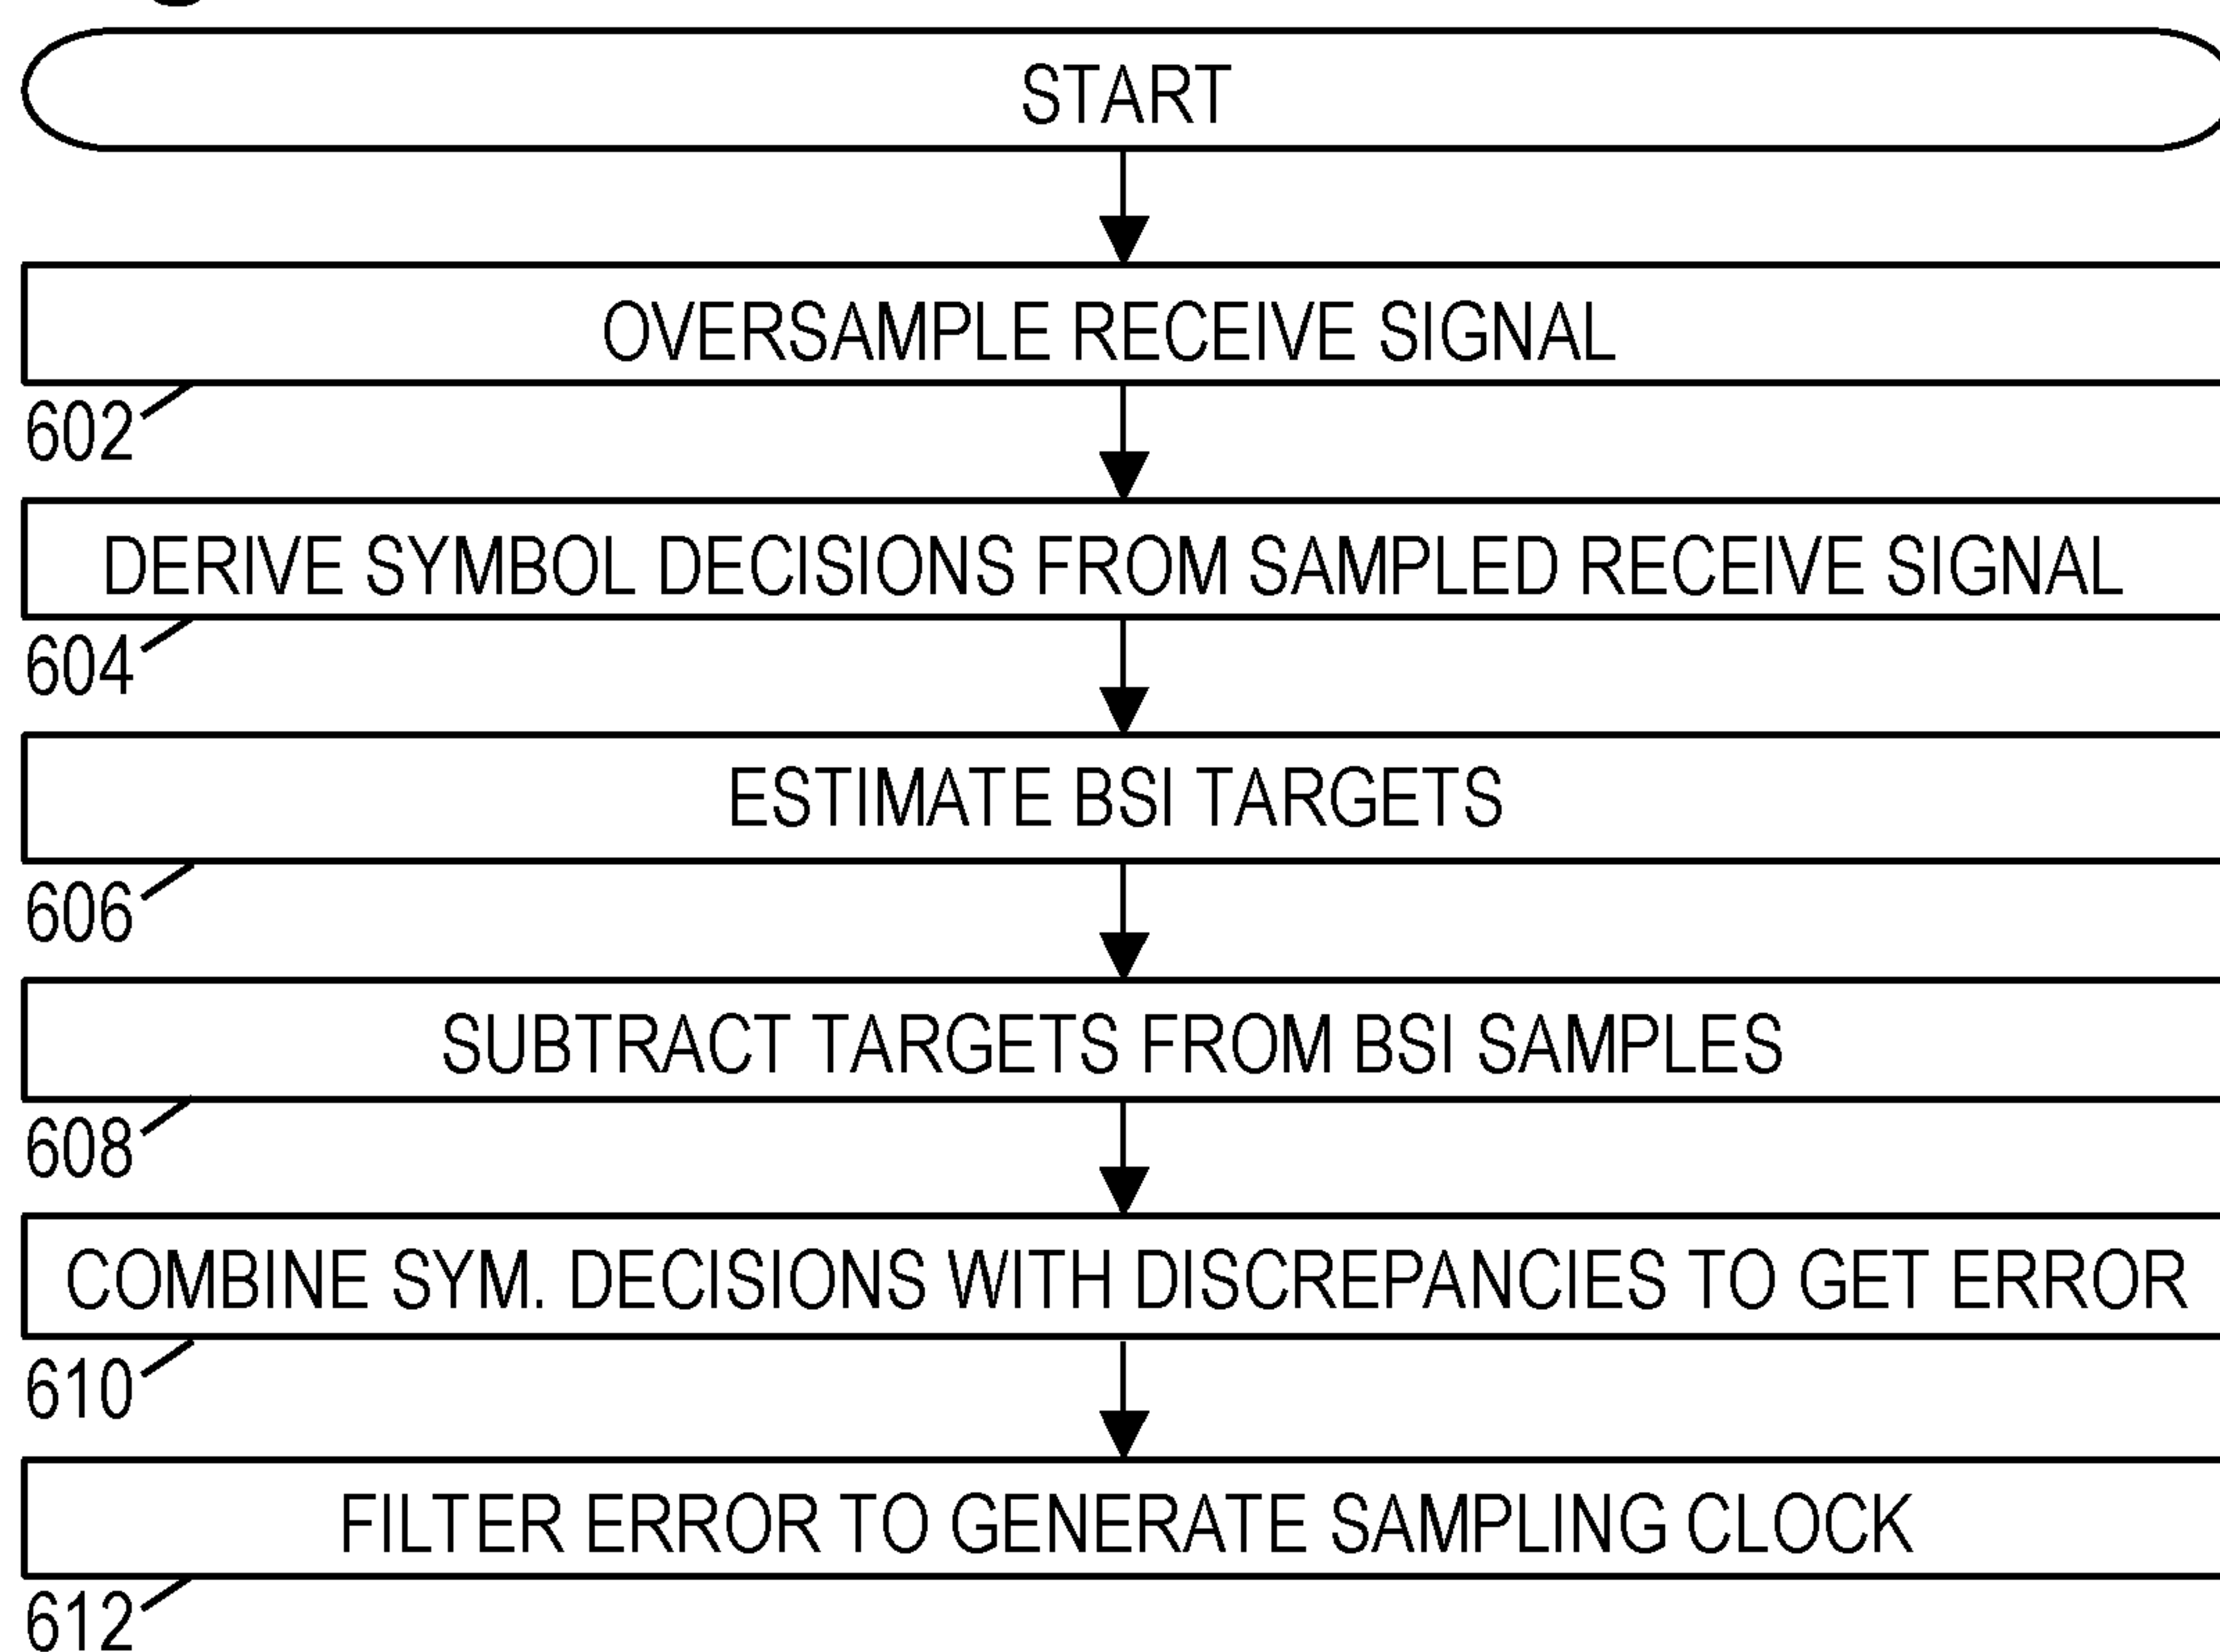 START
OVERSAMPLE RECEIVE SIGNAL
602
DERIVE SYMBOL DECISIONS FROM SAMPLED RECEIVE SIGNAL
604
ESTIMATE BSI TARGETS
606
SUBTRACT TARGETS FROM BSI SAMPLES
608
COMBINE SYM. DECISIONS WITH DISCREPANCIES TO GET ERROR
610
FILTER ERROR TO GENERATE SAMPLING CLOCK
612